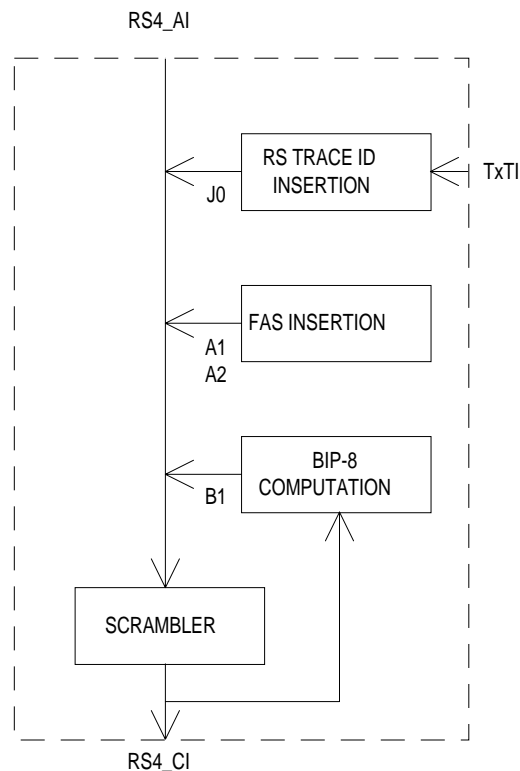 RS4_AI
RS TRACE ID
INSERTION
TxTI
J0
FAS INSERTION
A1
A2
BIP-8
COMPUTATION
B1
SCRAMBLER
RS4_CI